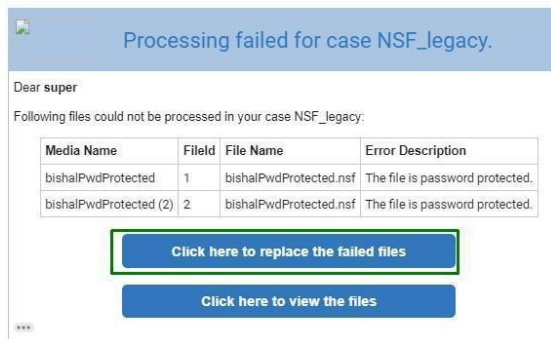 Processing failed for case NSF_legacy.
Dear super
Following files could not be processed in your case NSF_legacy:
Media Name FileId File Name Error Description
bishalPwdProtected 1 bishalPwdProtected.nsf The file is password protected.
bishalPwdProtected (2) 2 bishalPwdProtected.nsf The file is password protected.
Click here to replace the failed files
Click here to view the files